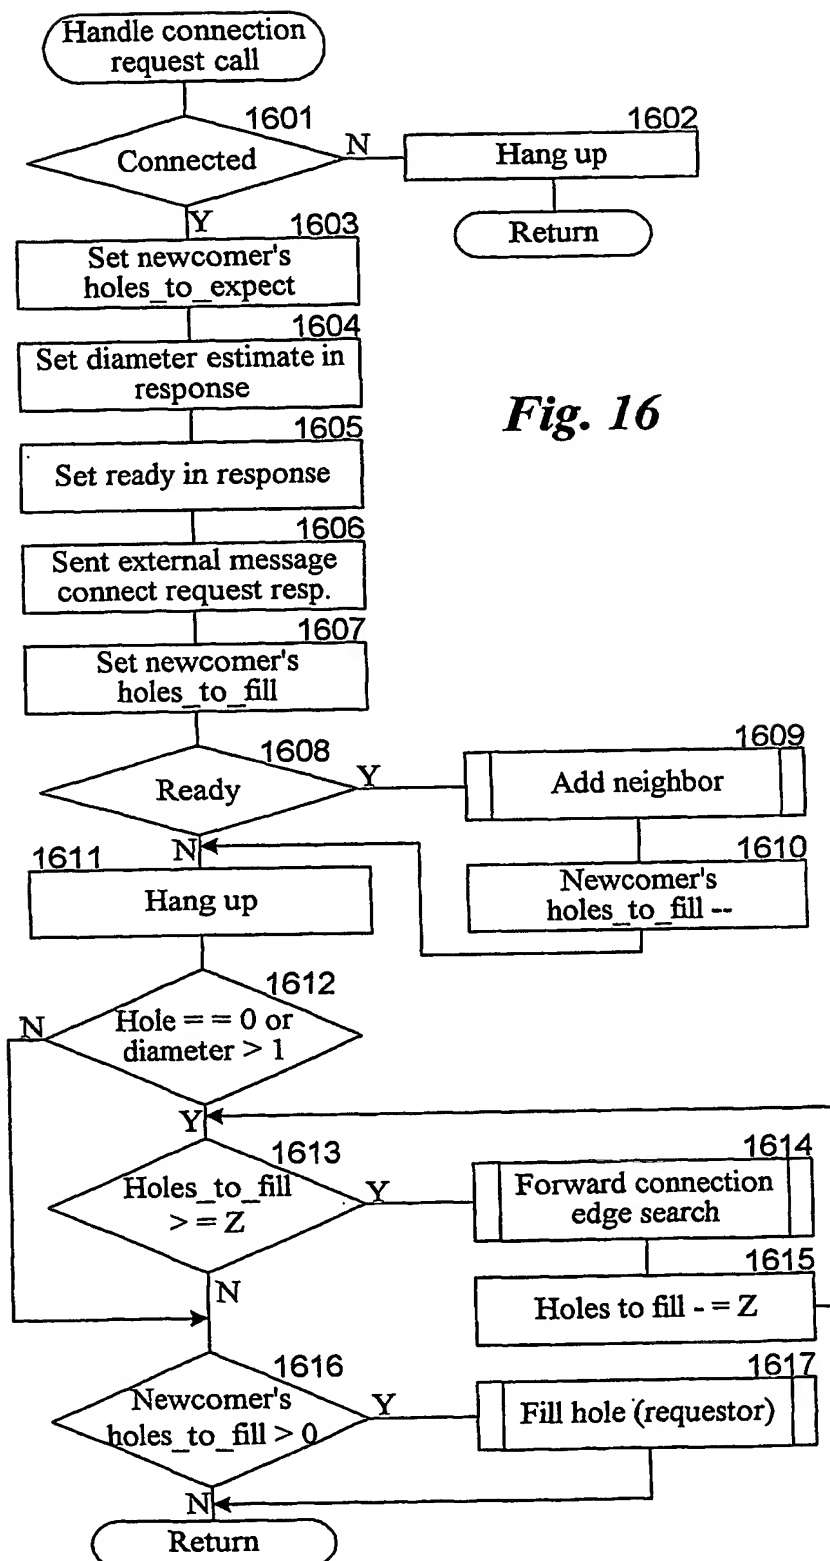 Handle connection
request call
1601
Connected
N
1602
Hang up
Return
Y
1603
Set newcomer's
holes_to_expect
1604
Set diameter estimate in
response
Fig. 16
1605
Set ready in response
1606
Sent external message
connect request resp.
1607
Set newcomer's
holes_to_fill
1608
Ready
Y
1609
Add neighbor
N
1610
Newcomer's
holes_to_fill --
1611
Hang up
1612
Hole = = 0 or
diameter > 1
N
Y
1613
Holes_to_fill
> = Z
Y
1614
Forward connection
edge search
1615
Holes to fill - = Z
N
1616
Newcomer's
holes_to_fill > 0
Y
1617
Fill hole (requestor)
N
Return